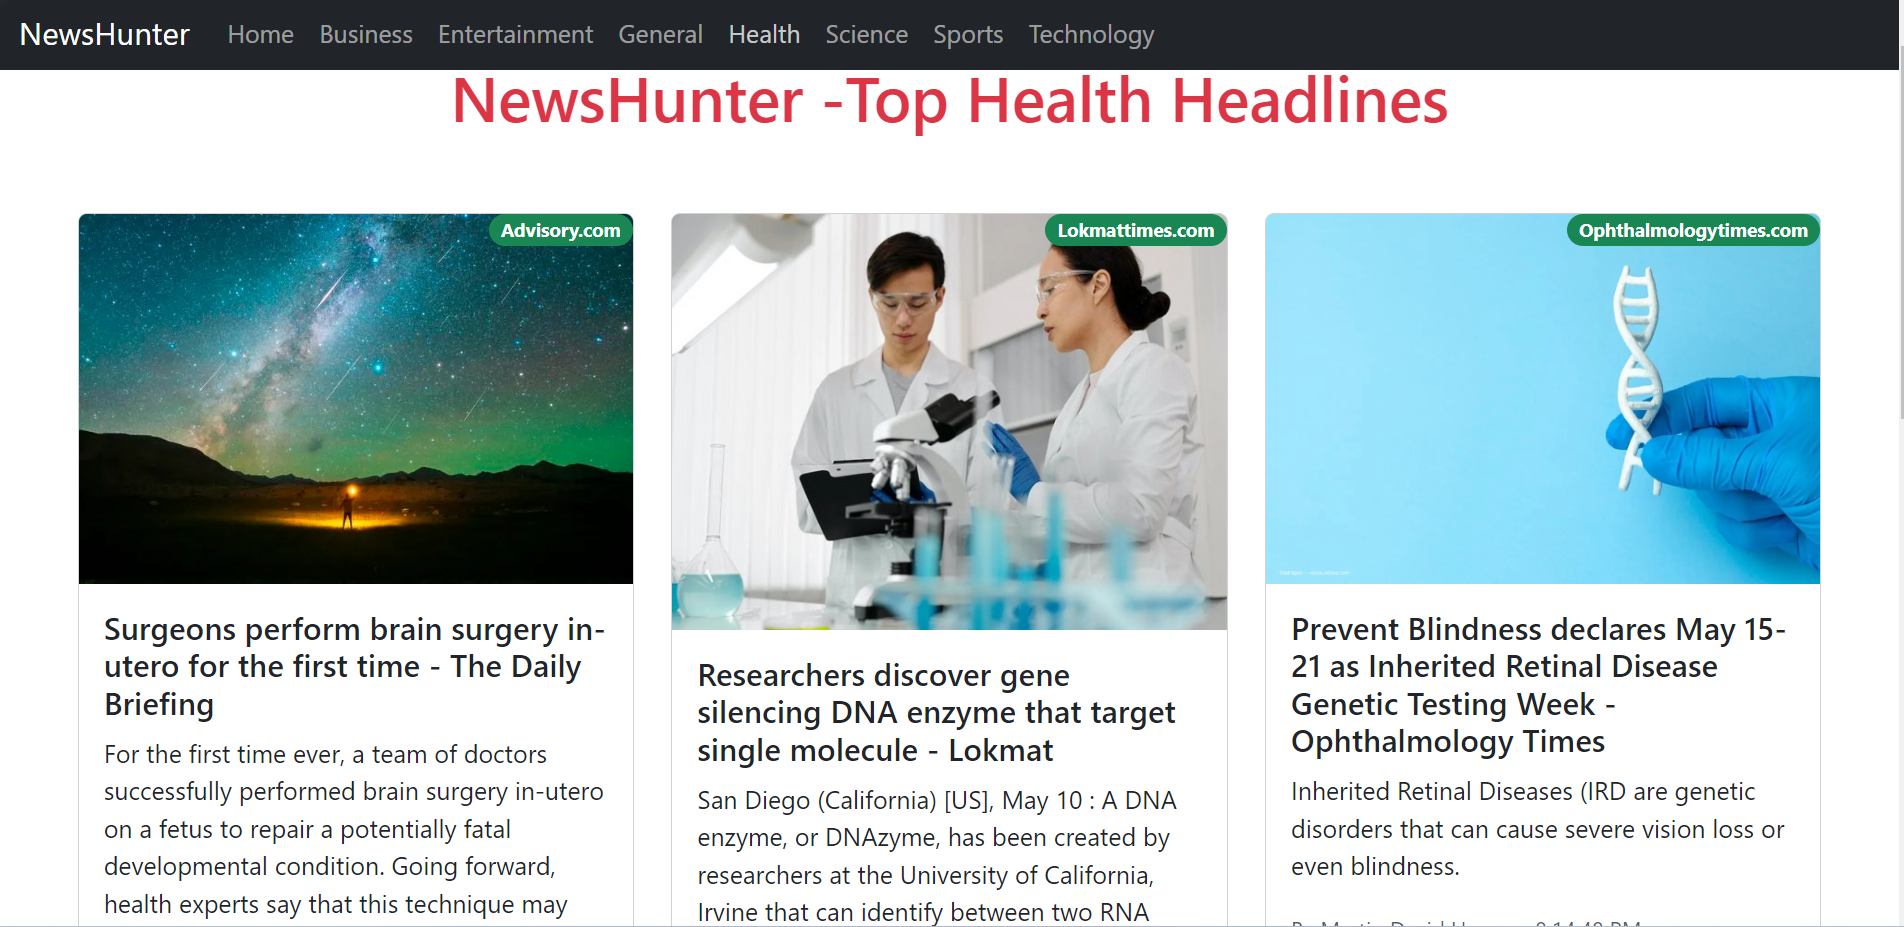 NewsHunter Home Business Entertainment General Health Science Sports Technology
NewsHunter -Top Health Headlines
Advisory.com
Surgeons perform brain surgery in-
utero for the first time - The Daily
Briefing
For the first time ever, a team of doctors
successfully performed brain surgery in-utero
on a fetus to repair a potentially fatal
developmental condition. Going forward,
health experts say that this technique may
Lokmattimes.com
Researchers discover gene
silencing DNA enzyme that target
single molecule - Lokmat
San Diego (California) [US], May 10 : A DNA
enzyme, or DNAzyme, has been created by
researchers at the University of California,
Irvine that can identify between two RNA
Ophthalmologytimes.com
Prevent Blindness declares May 15-
21 as Inherited Retinal Disease
Genetic Testing Week -
Ophthalmology Times
Inherited Retinal Diseases (IRD are genetic
disorders that can cause severe vision loss or
even blindness.